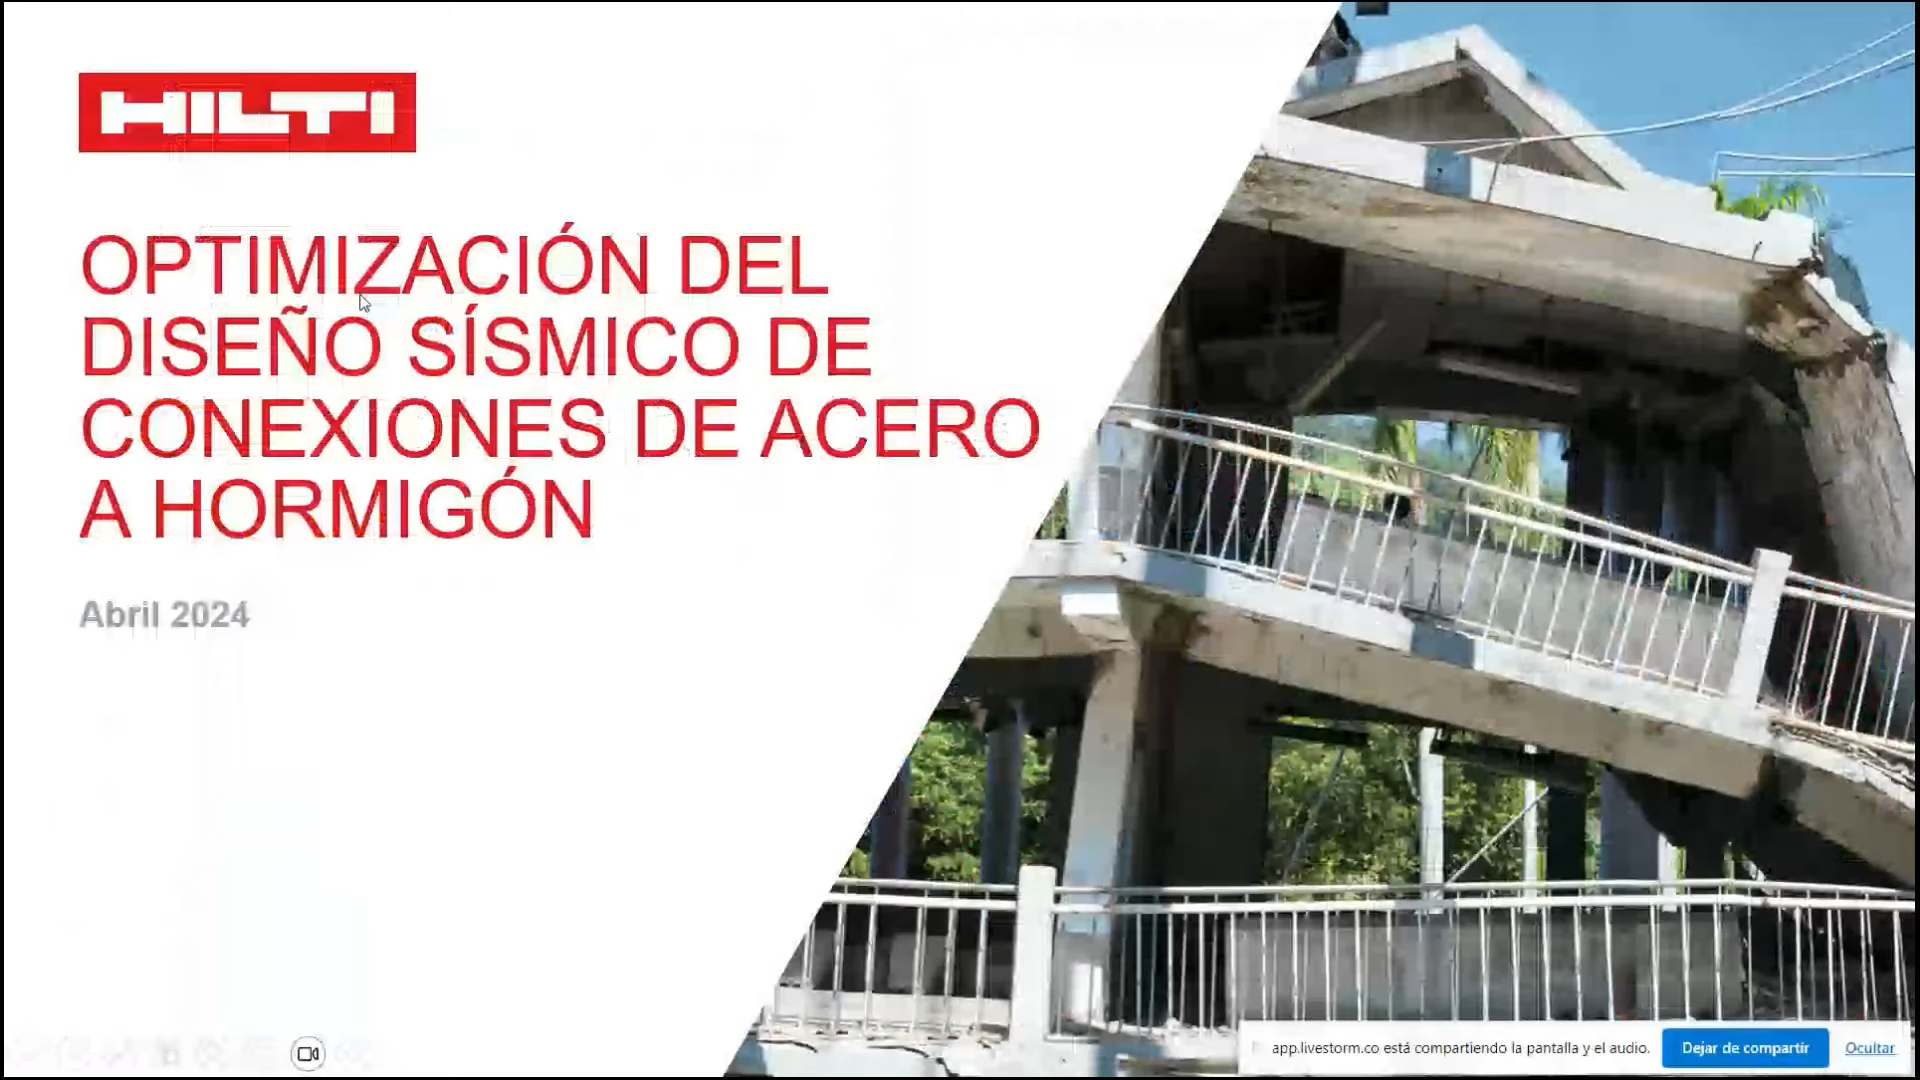 HILTI
OPTIMIZACIÓN DEL
DISEÑO SÍSMICO DE
CONEXIONES DE ACERO
A HORMIGÓN
Abril 2024
app.livestorm.co está compartiendo la pantalla y el audio.
Dejar de compartir
Ocultar